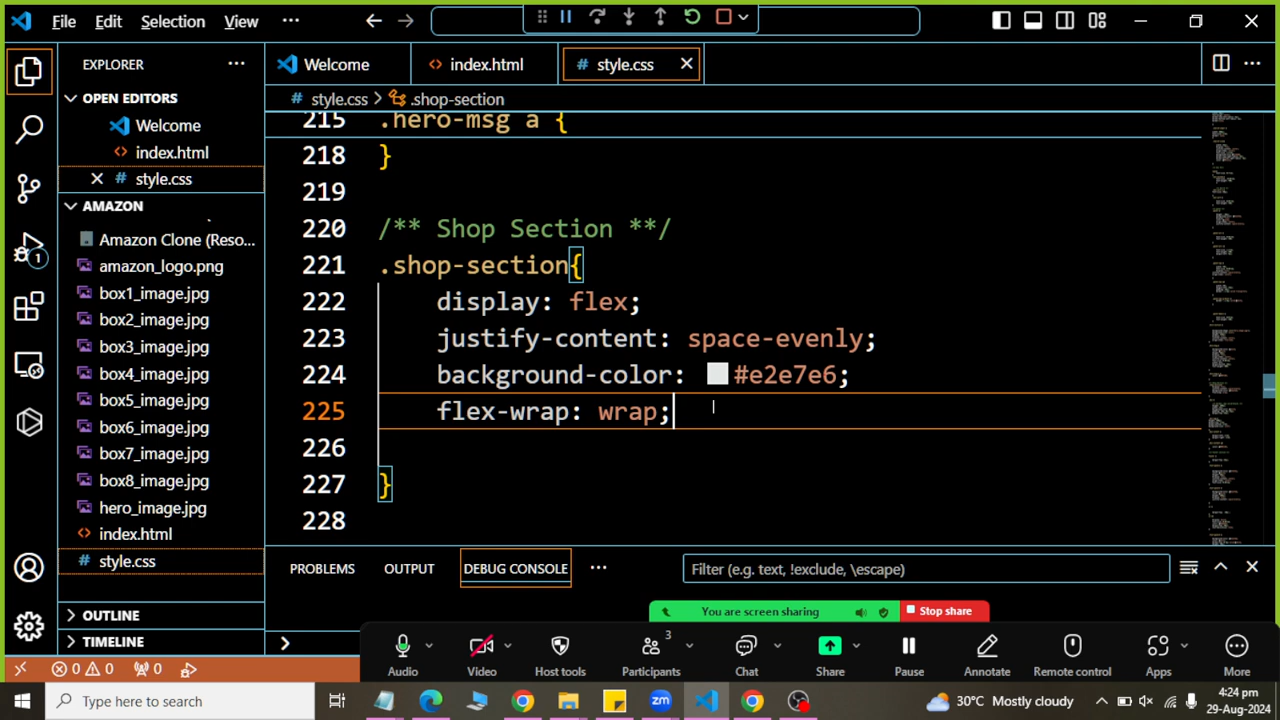 File Edit Selection View ···
EXPLORER ···
OPEN EDITORS
Welcome
index.html
style.css
AMAZON
Amazon Clone (Reso...
amazon_logo.png
box1_image.jpg
box2_image.jpg
box3_image.jpg
box4_image.jpg
box5_image.jpg
box6_image.jpg
box7_image.jpg
box8_image.jpg
hero_image.jpg
index.html
style.css
OUTLINE
TIMELINE
1
Welcome index.html style.css
style.css > .shop-section
215 .hero-msg a {
218 }
219
220 /** Shop Section **/
221 .shop-section{
222 display: flex;
223 justify-content: space-evenly;
224 background-color: #e2e7e6;
225 flex-wrap: wrap;
226
227 }
228
PROBLEMS OUTPUT DEBUG CONSOLE ··· Filter (e.g. text, !exclude, \escape)
You are screen sharing Stop share
Audio Video Host tools Participants 3 Chat Share Pause Annotate Remote control Apps More
0 0 0
Type here to search
zm
30°C Mostly cloudy
4:24 pm
29-Aug-2024